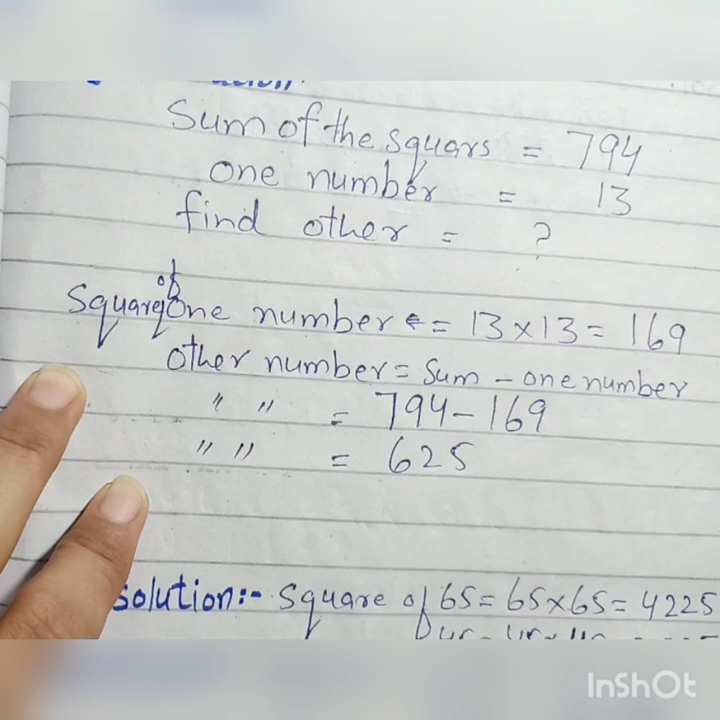 Sum of the squars = 794
one number = 13
find other = ?
Square of One number = 13 × 13 = 169
other number = Sum - one number
" " = 794 - 169
" " = 625
solution:- Square of 65 = 65×65 = 4225
InShOt